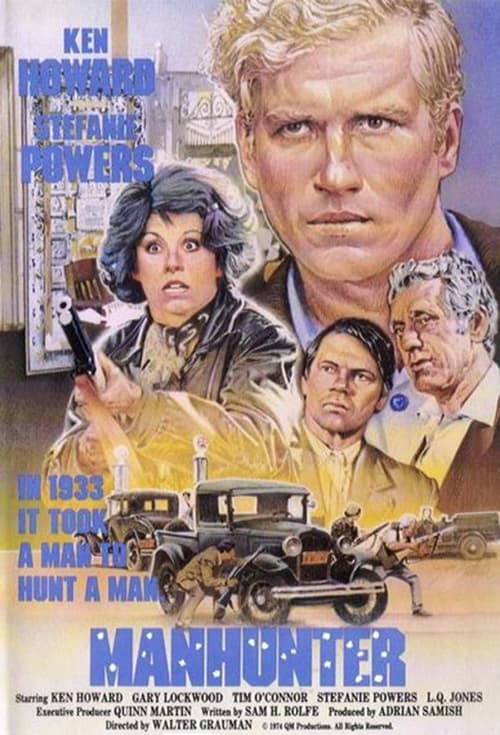 KEN
HOWARD
STEFANIE
POWERS
IN 1933
IT TOOK
A MAN TO
HUNT A MAN
MANHUNTER
Starring KEN HOWARD GARY LOCKWOOD TIM O'CONNOR STEFANIE POWERS L.Q. JONES
Executive Producer QUINN MARTIN Written by SAM H. ROLFE Produced by ADRIAN SAMISH
Directed by WALTER GRAUMAN © 1974 QM Productions. All Rights Reserved.